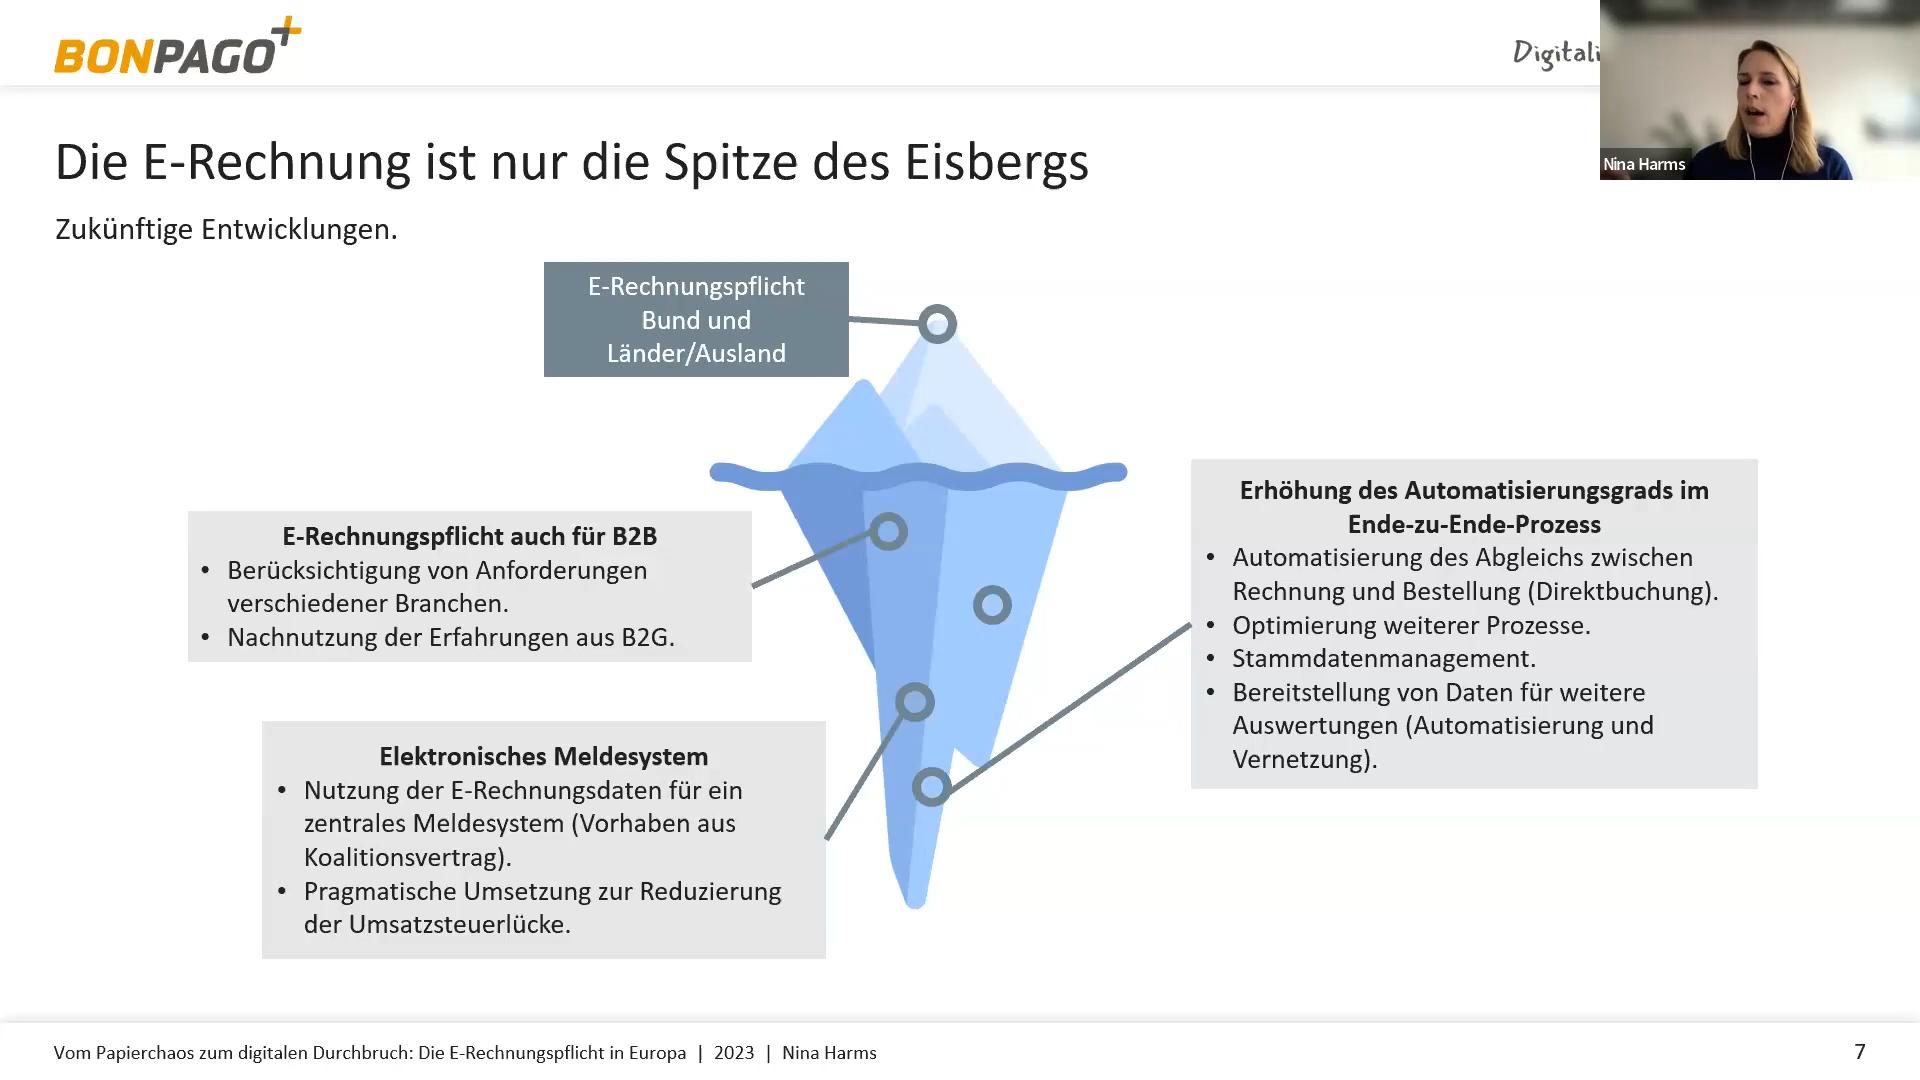 BONPAGO
Digitali
Nina Harms
Die E-Rechnung ist nur die Spitze des Eisbergs
Zukünftige Entwicklungen.
E-Rechnungspflicht
Bund und
Länder/Ausland
E-Rechnungspflicht auch für B2B
• Berücksichtigung von Anforderungen
verschiedener Branchen.
• Nachnutzung der Erfahrungen aus B2G.
Elektronisches Meldesystem
• Nutzung der E-Rechnungsdaten für ein
zentrales Meldesystem (Vorhaben aus
Koalitionsvertrag).
• Pragmatische Umsetzung zur Reduzierung
der Umsatzsteuerlücke.
Erhöhung des Automatisierungsgrads im
Ende-zu-Ende-Prozess
• Automatisierung des Abgleichs zwischen
Rechnung und Bestellung (Direktbuchung).
• Optimierung weiterer Prozesse.
• Stammdatenmanagement.
• Bereitstellung von Daten für weitere
Auswertungen (Automatisierung und
Vernetzung).
Vom Papierchaos zum digitalen Durchbruch: Die E-Rechnungspflicht in Europa | 2023 | Nina Harms
7